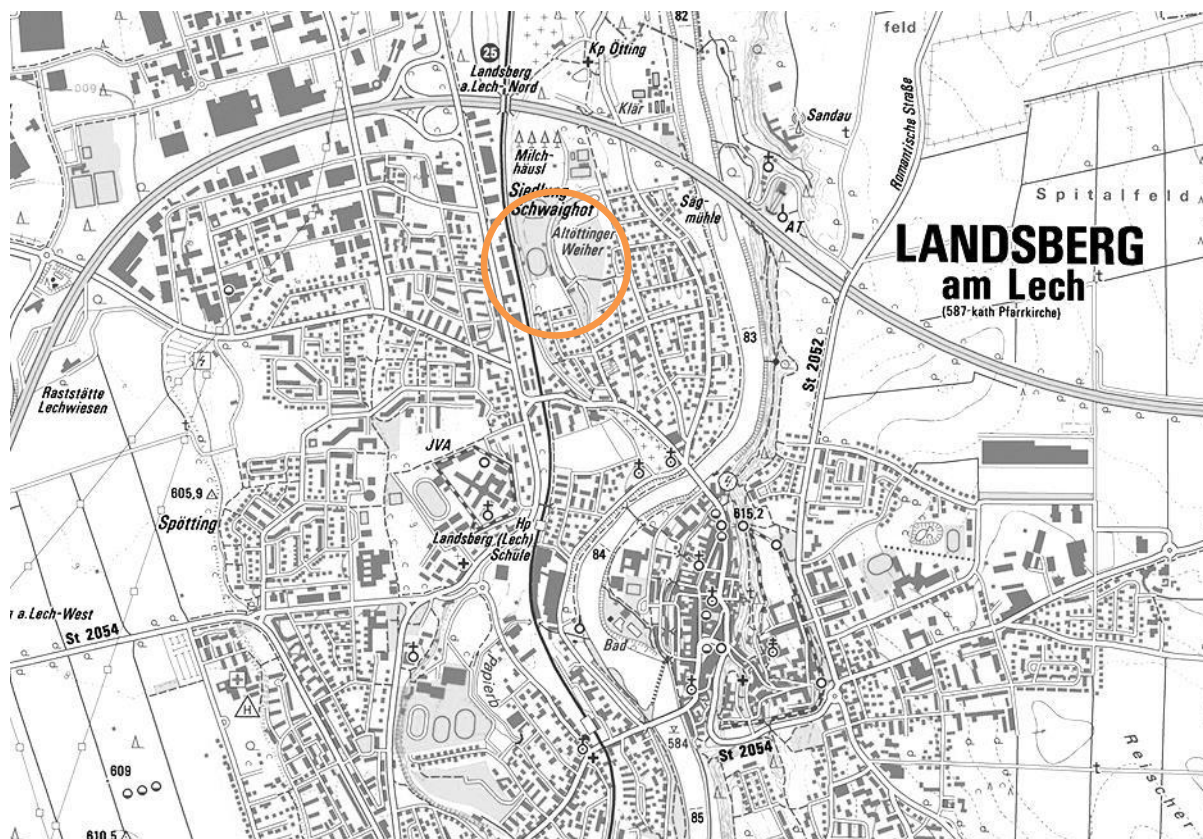 82
feld
25
Kp Ötting
Landsberg
a.Lech-Nord
Klär
600
Sandau
Romantische Straße
Milch-
häusl
Siedlung
Schwaighof
Säg-
mühle
Spitalfeld
Altöttinger
Weiher
AT
LANDSBERG
am Lech
(587-kath Pfarrkirche)
83
St 2052
Raststätte
Lechwiesen
JVA
605,9
Spötting
615,2
Hp
Landsberg (Lech)
Schule
84
a.Lech-West
St 2054
Bad
Papierb
H
584
St 2054
Reischer
609
85
610,5